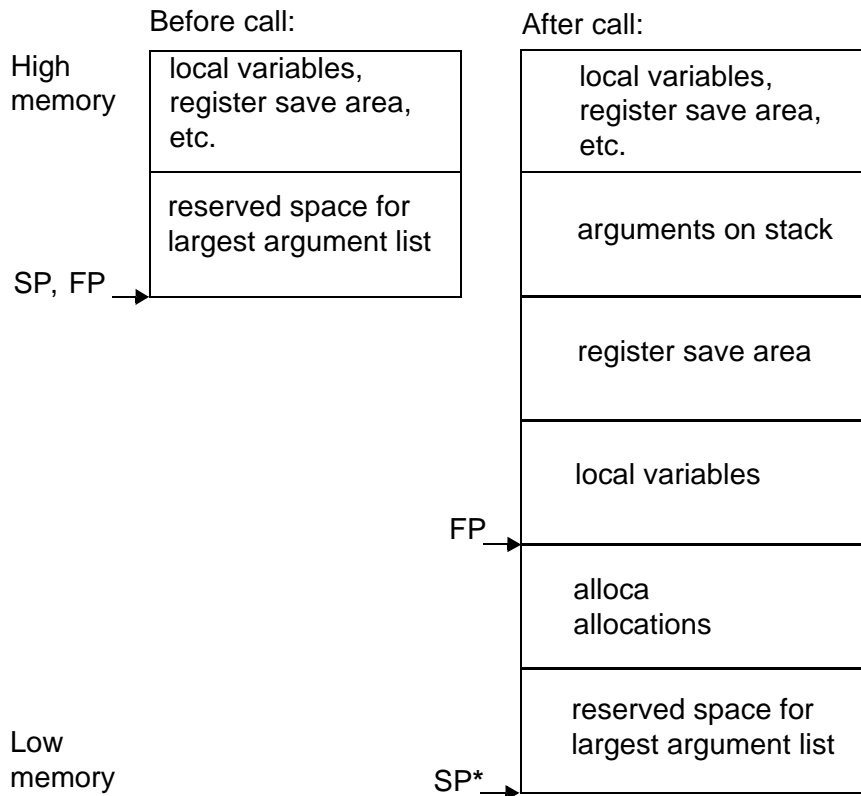 Before call:
High
memory
local variables,
register save area,
etc.
reserved space for
largest argument list
SP, FP
Low
memory
After call:
local variables,
register save area,
etc.
arguments on stack
register save area
local variables
FP
alloca
allocations
reserved space for
largest argument list
SP*